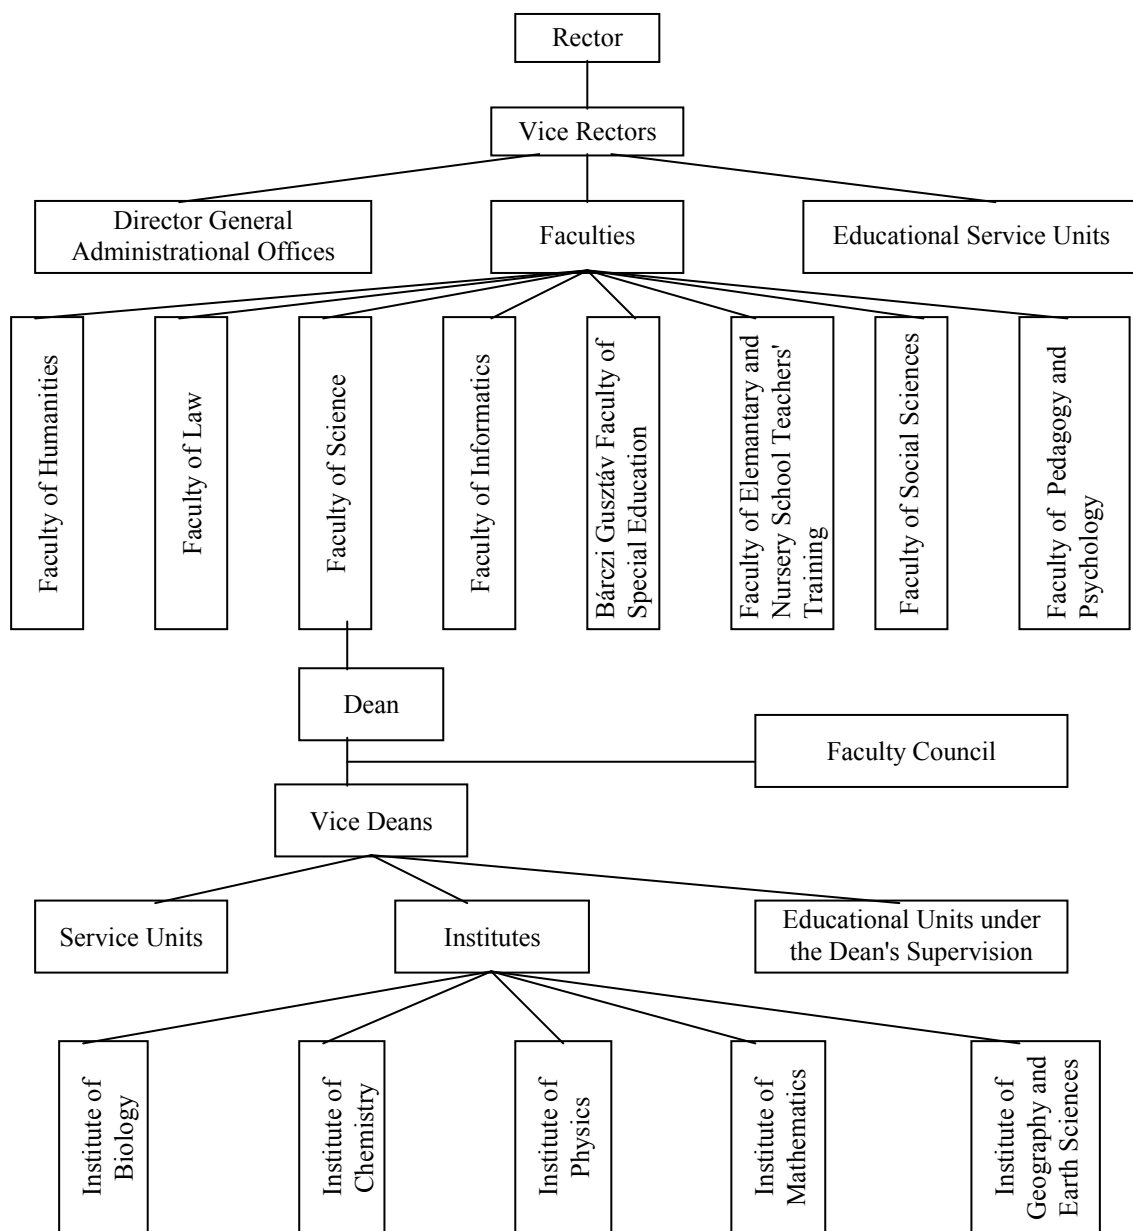 Rector
Vice Rectors
Director General
Administrational Offices
Faculties
Educational Service Units
Faculty of Humanities
Faculty of Law
Faculty of Science
Faculty of Informatics
Bárczi Gusztáv Faculty of
Special Education
Faculty of Elemantary and
Nursery School Teachers'
Training
Faculty of Social Sciences
Faculty of Pedagogy and
Psychology
Dean
Faculty Council
Vice Deans
Service Units
Institutes
Educational Units under
the Dean's Supervision
Institute of
Biology
Institute of
Chemistry
Institute of
Physics
Institute of
Mathematics
Institute of
Geography and
Earth Sciences